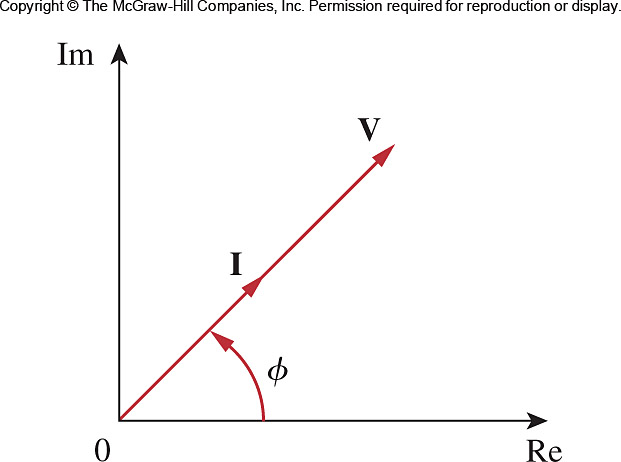 Copyright © The McGraw-Hill Companies, Inc. Permission required for reproduction or display.
Im
V
I
ϕ
0
Re